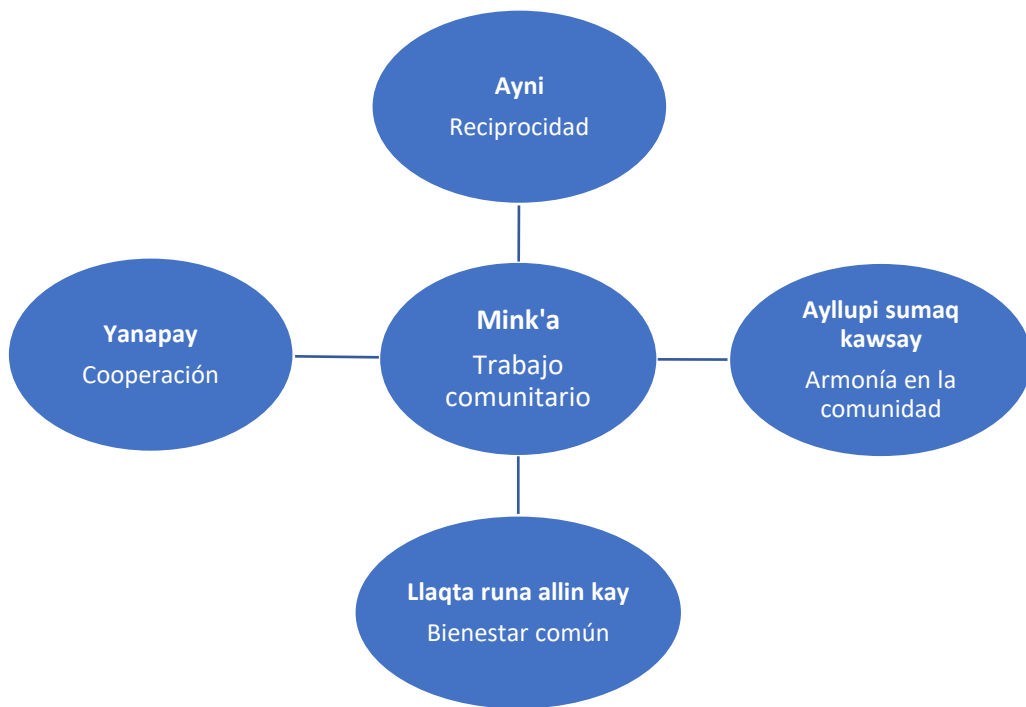 Ayni
Reciprocidad
Yanapay
Cooperación
Mink'a
Trabajo
comunitario
Ayllupi sumaq
kawsay
Armonía en la
comunidad
Llaqta runa allin kay
Bienestar común